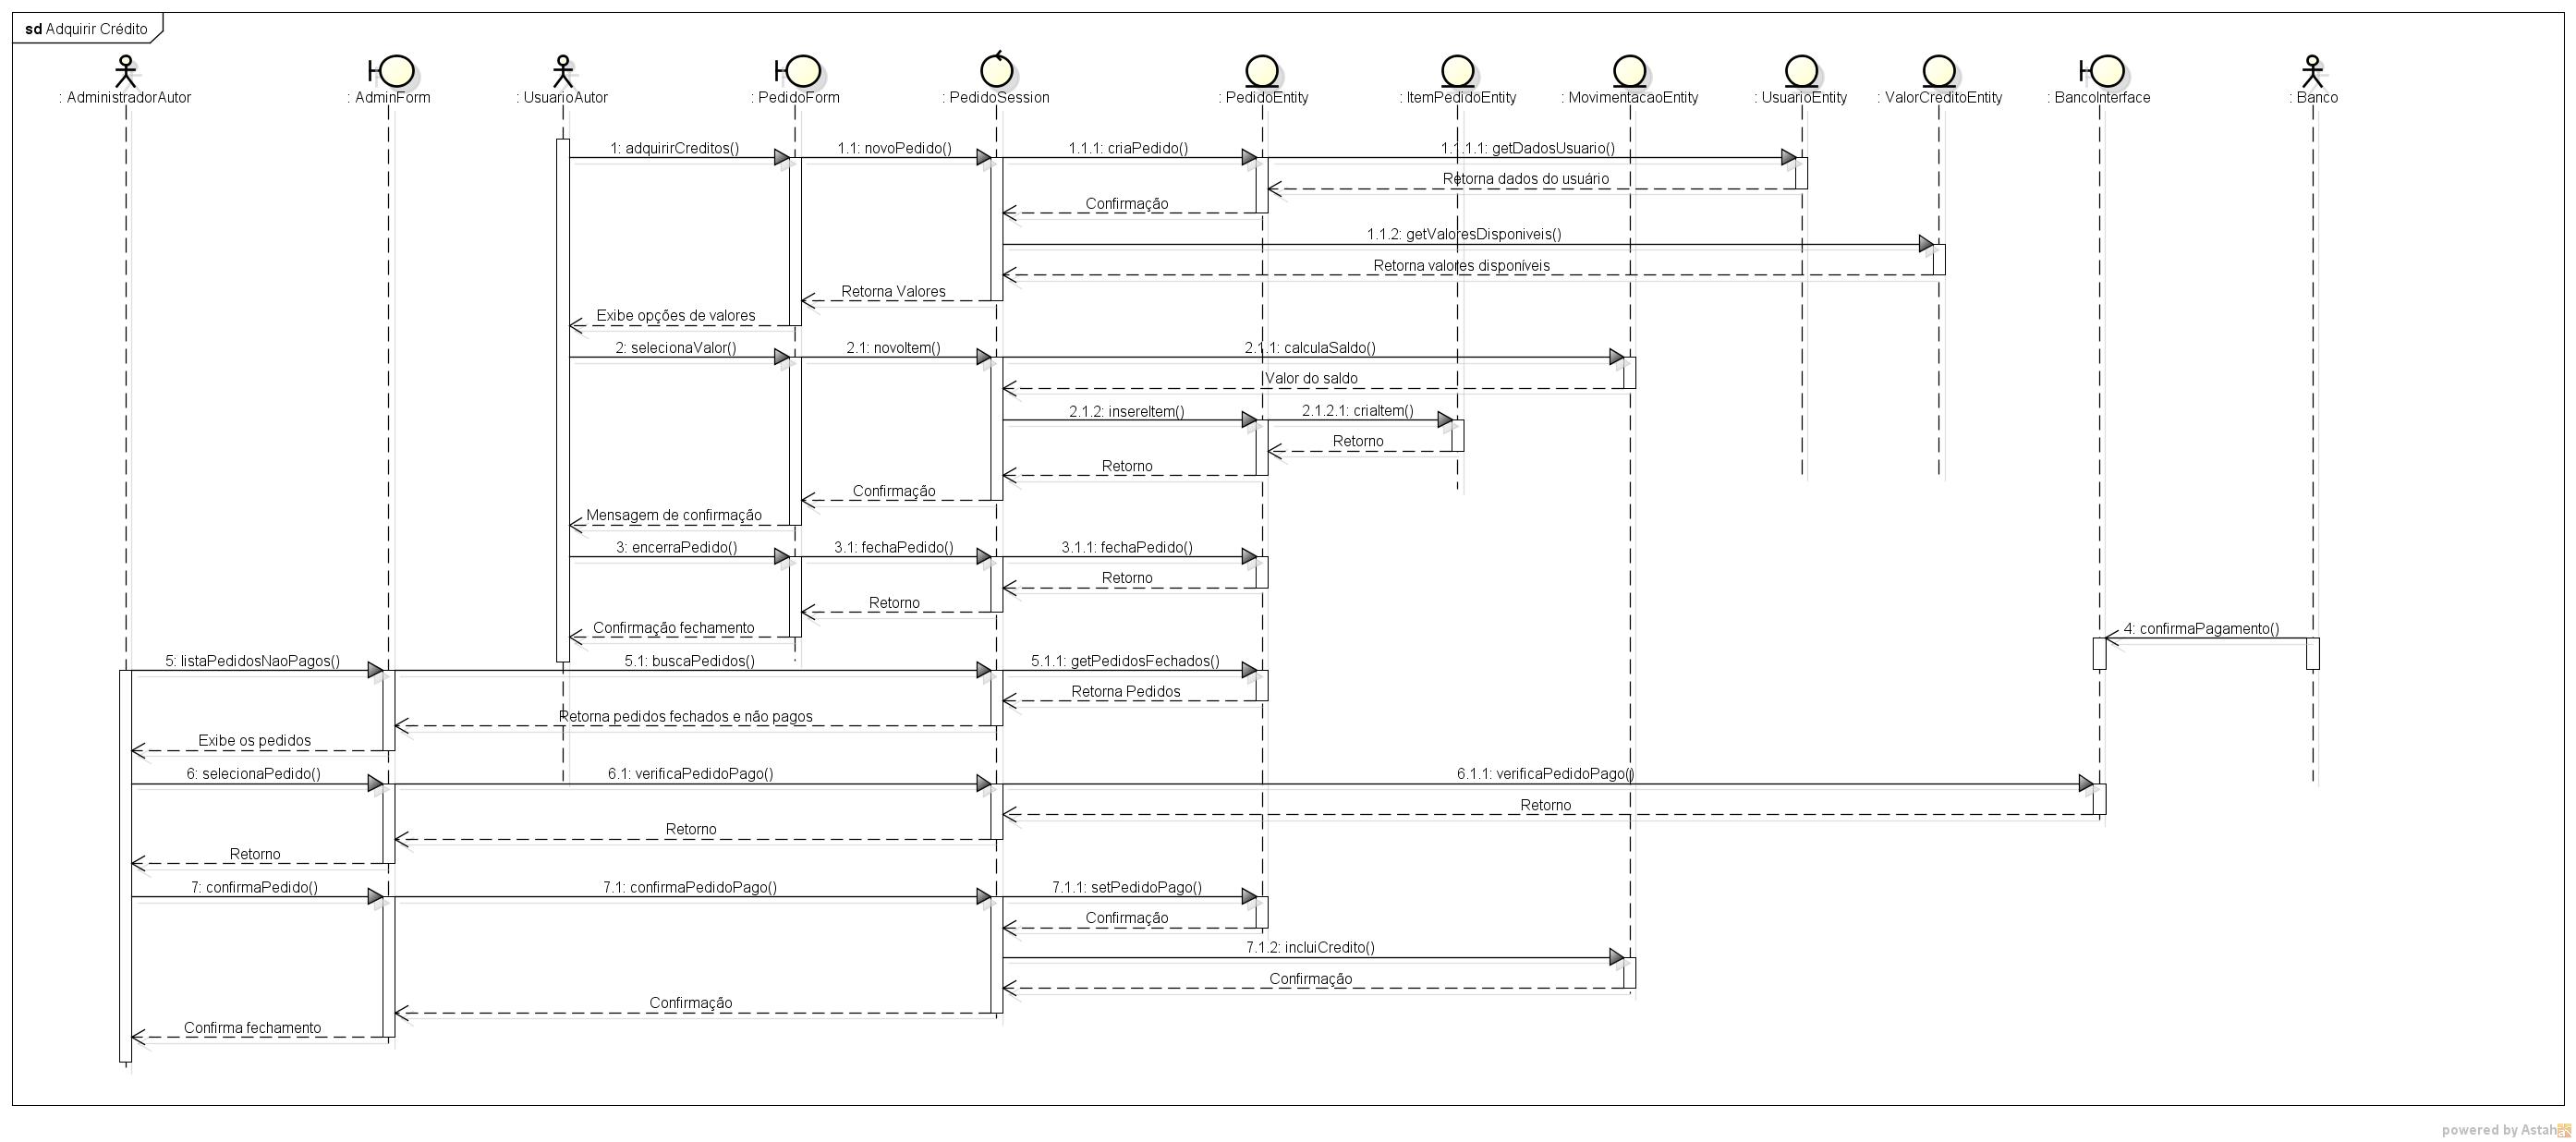 sd Adquirir Crédito
: AdministradorAutor
: AdminForm
: UsuarioAutor
: PedidoForm
: PedidoSession
: PedidoEntity
: ItemPedidoEntity
: MovimentacaoEntity
: UsuarioEntity
: ValorCreditoEntity
: BancoInterface
: Banco
1: adquirirCreditos()
1.1: novoPedido()
1.1.1: criaPedido()
1.1.1.1: getDadosUsuario()
Retorna dados do usuário
Confirmação
1.1.2: getValoresDisponiveis()
Retorna valores disponíveis
Retorna Valores
Exibe opções de valores
2: selecionaValor()
2.1: novoItem()
2.1.1: calculaSaldo()
Valor do saldo
2.1.2: insereItem()
2.1.2.1: criaItem()
Retorno
Retorno
Confirmação
Mensagem de confirmação
3: encerraPedido()
3.1: fechaPedido()
3.1.1: fechaPedido()
Retorno
Retorno
Confirmação fechamento
4: confirmaPagamento()
5: listaPedidosNaoPagos()
5.1: buscaPedidos()
5.1.1: getPedidosFechados()
Retorna Pedidos
Retorna pedidos fechados e não pagos
Exibe os pedidos
6: selecionaPedido()
6.1: verificaPedidoPago()
6.1.1: verificaPedidoPago()
Retorno
Retorno
Retorno
7: confirmaPedido()
7.1: confirmaPedidoPago()
7.1.1: setPedidoPago()
Confirmação
7.1.2: incluiCredito()
Confirmação
Confirmação
Confirma fechamento
powered by Astah